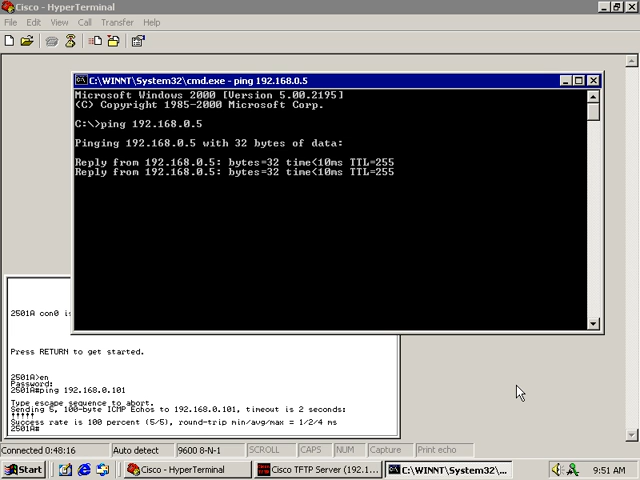 Cisco - HyperTerminal
File Edit View Call Transfer Help
C:\WINNT\System32\cmd.exe - ping 192.168.0.5
Microsoft Windows 2000 [Version 5.00.2195]
(C) Copyright 1985-2000 Microsoft Corp.
C:\>ping 192.168.0.5
Pinging 192.168.0.5 with 32 bytes of data:
Reply from 192.168.0.5: bytes=32 time<10ms TTL=255
Reply from 192.168.0.5: bytes=32 time<10ms TTL=255
2501A con0 is
Press RETURN to get started.
2501A>en
Password:
2501A#ping 192.168.0.101
Type escape sequence to abort.
Sending 5, 100-byte ICMP Echos to 192.168.0.101, timeout is 2 seconds:
!!!!!
Success rate is 100 percent (5/5), round-trip min/avg/max = 1/2/4 ms
2501A#
Connected 0:48:16 Auto detect 9600 8-N-1 SCROLL CAPS NUM Capture Print echo
Start Cisco - HyperTerminal Cisco TFTP Server (192.1... C:\WINNT\System32\... 9:51 AM